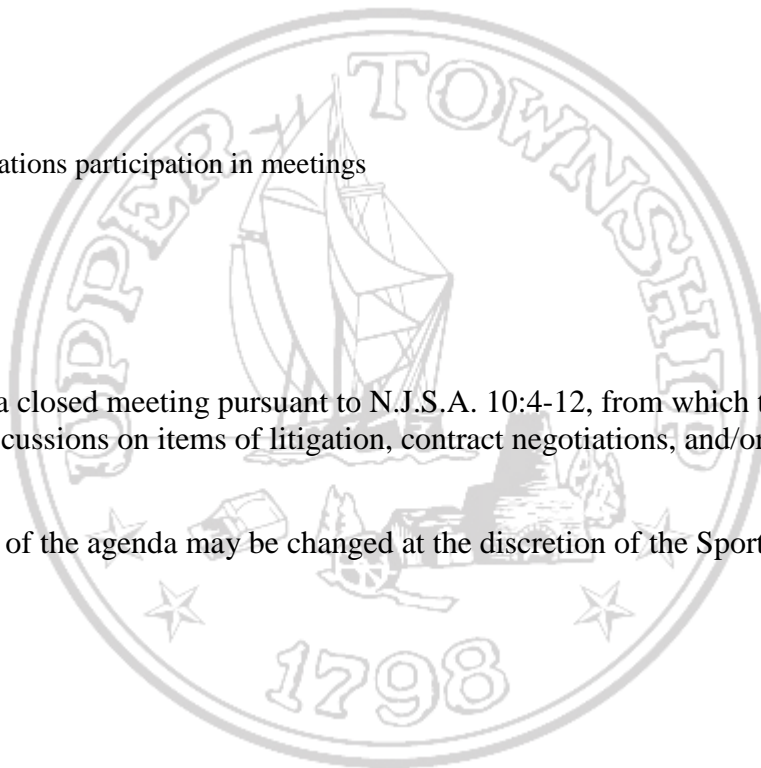 UPPER TOWNSHIP
ations participation in meetings
a closed meeting pursuant to N.J.S.A. 10:4-12, from which t
cussions on items of litigation, contract negotiations, and/or
of the agenda may be changed at the discretion of the Sport
1798